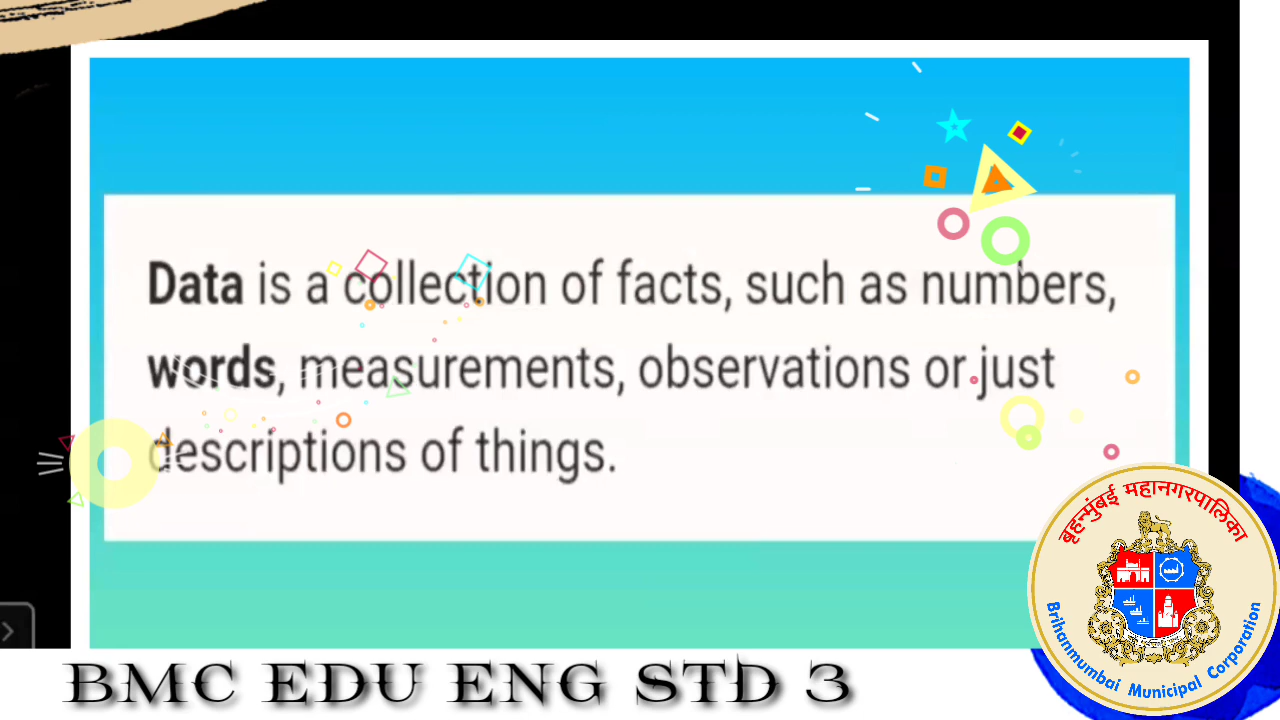 Data is a collection of facts, such as numbers,
words, measurements, observations or just
descriptions of things.
बृहन्मुंबई महानगरपालिका
Brihanmumbai Municipal Corporation
BMC EDU ENG STD 3